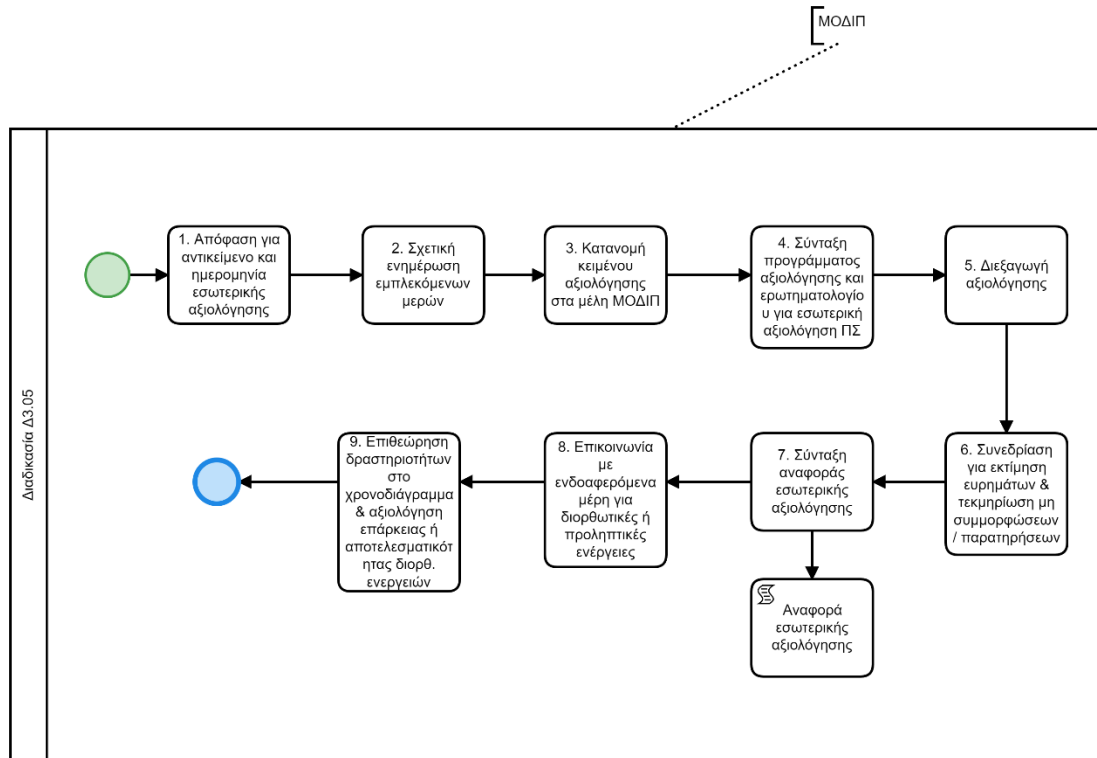 ΜΟΔΙΠ
Διαδικασία Δ3.05
1. Απόφαση για
αντικείμενο και
ημερομηνία
εσωτερικής
αξιολόγησης
2. Σχετική
ενημέρωση
εμπλεκόμενων
μερών
3. Κατανομή
κειμένου
αξιολόγησης
στα μέλη ΜΟΔΙΠ
4. Σύνταξη
προγράμματος
αξιολόγησης και
ερωτηματολογίο
υ για εσωτερική
αξιολόγηση ΠΣ
5. Διεξαγωγή
αξιολόγησης
6. Συνεδρίαση
για εκτίμηση
ευρημάτων &
τεκμηρίωση μη
συμμορφώσεων
/ παρατηρήσεων
7. Σύνταξη
αναφοράς
εσωτερικής
αξιολόγησης
8. Επικοινωνία
με
ενδοαφερόμενα
μέρη για
διορθωτικές ή
προληπτικές
ενέργειες
9. Επιθεώρηση
δραστηριοτήτων
στο
χρονοδιάγραμμα
& αξιολόγηση
επάρκειας ή
αποτελεσματικότ
ητας διορθ.
ενεργειών
Αναφορά
εσωτερικής
αξιολόγησης